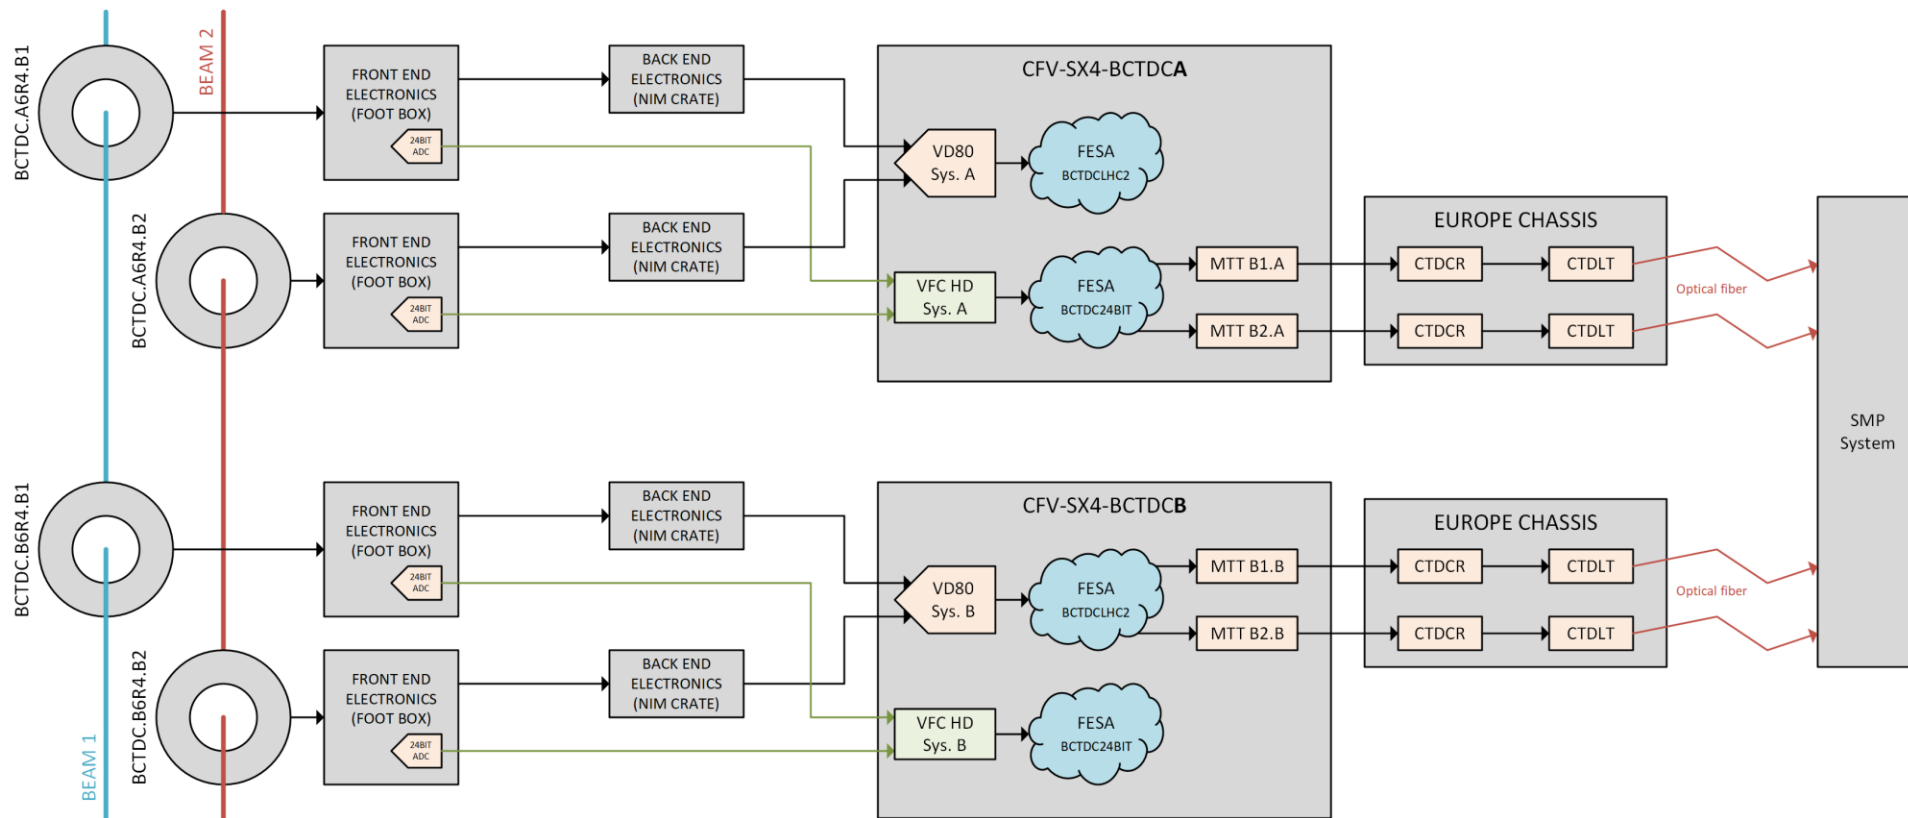 BCTDC.A6R4.B1
BEAM 2
FRONT END
ELECTRONICS
(FOOT BOX)
24BIT
ADC
BACK END
ELECTRONICS
(NIM CRATE)
CFV-SX4-BCTDCA
VD80
Sys. A
FESA
BCTDCLHC2
BCTDC.A6R4.B2
FRONT END
ELECTRONICS
(FOOT BOX)
24BIT
ADC
BACK END
ELECTRONICS
(NIM CRATE)
VFC HD
Sys. A
FESA
BCTDC24BIT
MTT B1.A
MTT B2.A
EUROPE CHASSIS
CTDCR
CTDLT
CTDCR
CTDLT
Optical fiber
SMP
System
BCTDC.B6R4.B1
FRONT END
ELECTRONICS
(FOOT BOX)
24BIT
ADC
BACK END
ELECTRONICS
(NIM CRATE)
CFV-SX4-BCTDCB
VD80
Sys. B
FESA
BCTDCLHC2
MTT B1.B
MTT B2.B
EUROPE CHASSIS
CTDCR
CTDLT
CTDCR
CTDLT
Optical fiber
BEAM 1
BCTDC.B6R4.B2
FRONT END
ELECTRONICS
(FOOT BOX)
24BIT
ADC
BACK END
ELECTRONICS
(NIM CRATE)
VFC HD
Sys. B
FESA
BCTDC24BIT